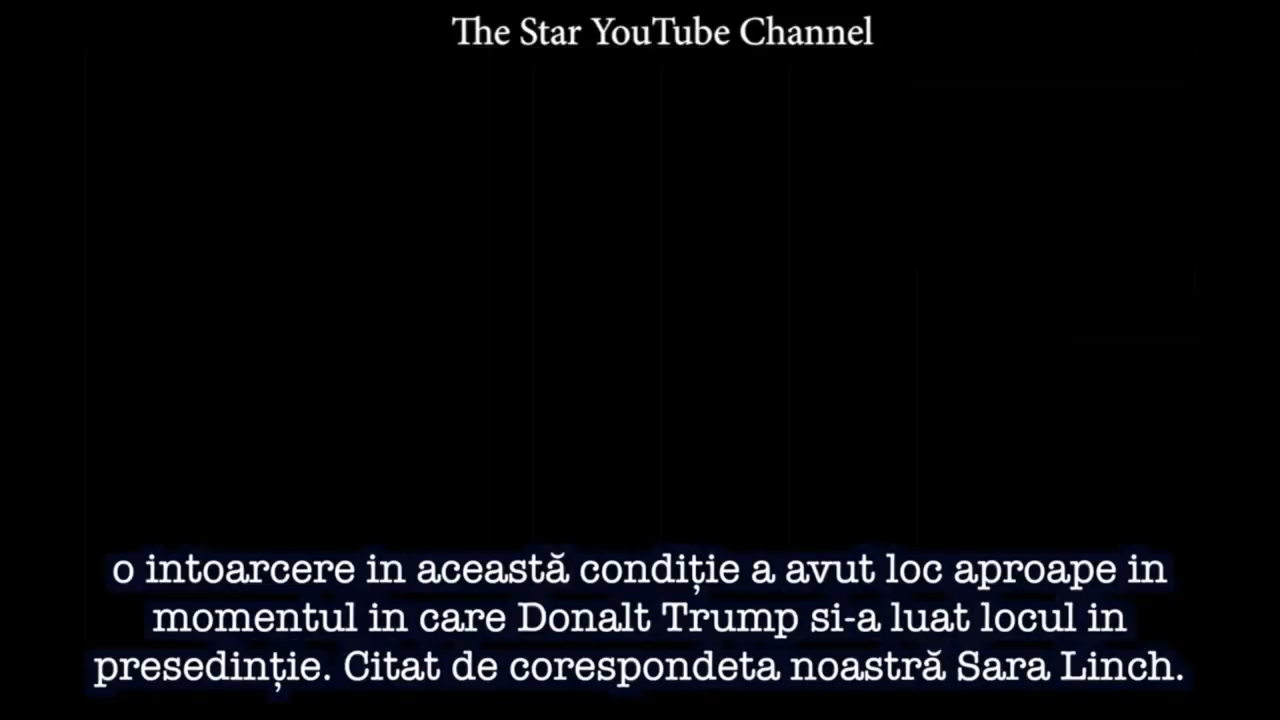 The Star YouTube Channel
o intoarcere in această condiție a avut loc aproape in
momentul in care Donalt Trump si-a luat locul in
presedinție. Citat de corespondeta noastră Sara Linch.